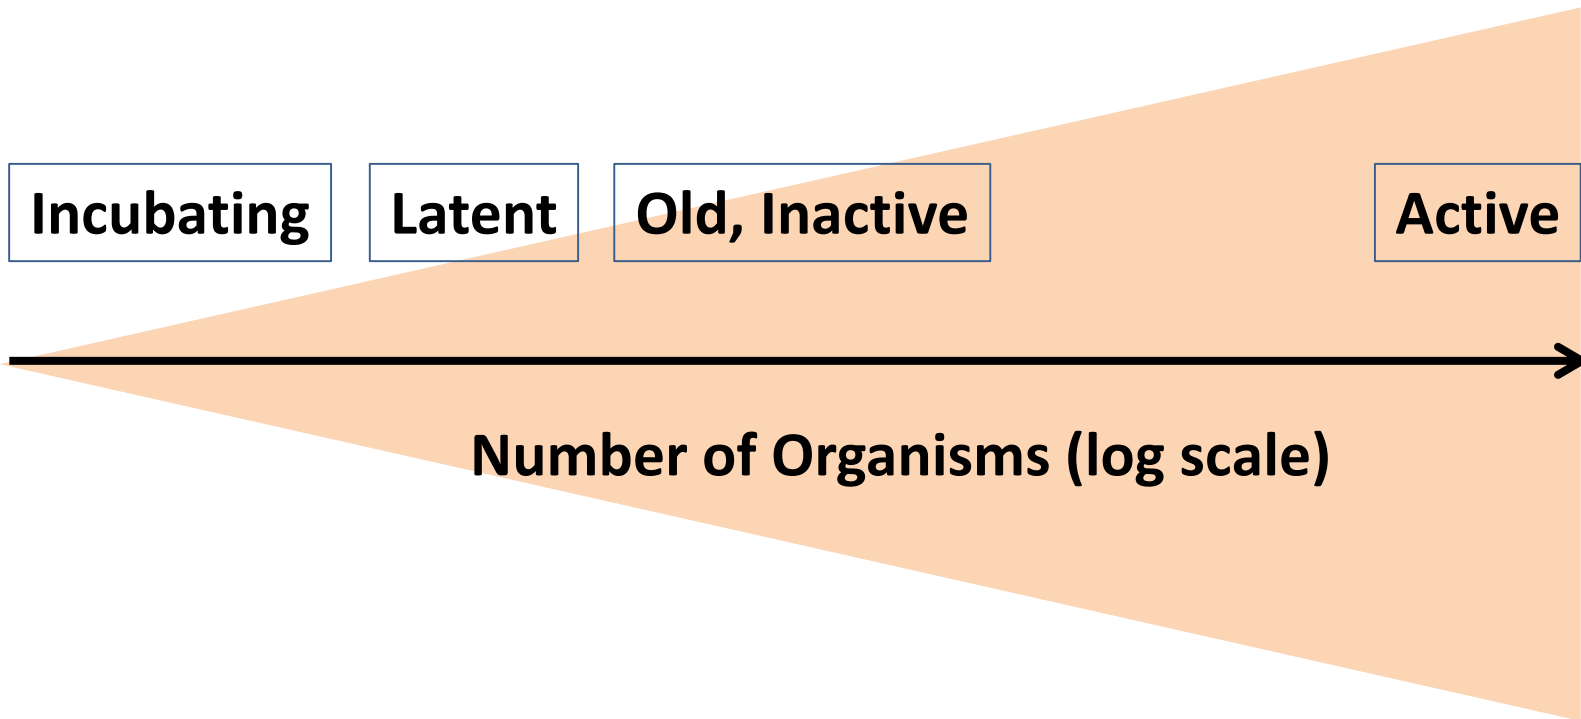 Incubating
Latent
Old, Inactive
Active
Number of Organisms (log scale)